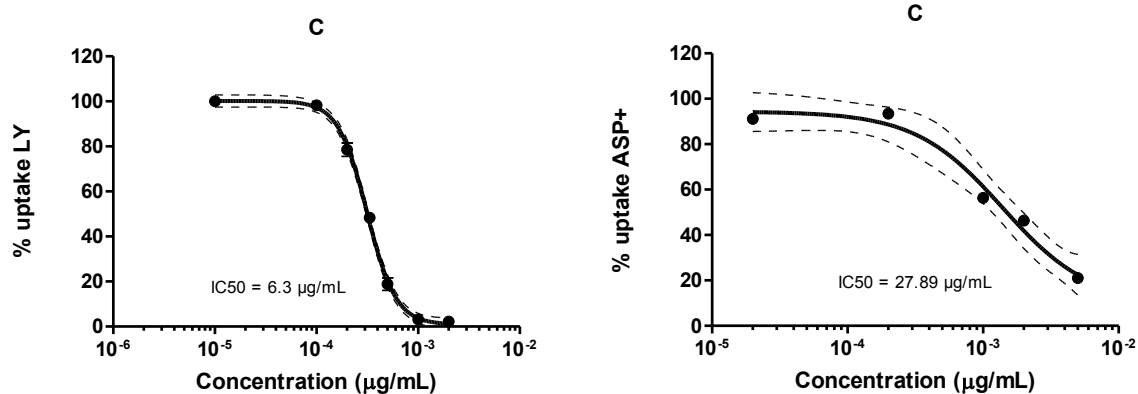 C
120
100
80
60
40
20
0
% uptake LY
IC50 = 6.3 µg/mL
10-6 10-5 10-4 10-3 10-2
Concentration (µg/mL)
C
120
100
80
60
40
20
0
% uptake ASP+
IC50 = 27.89 µg/mL
10-5 10-4 10-3 10-2
Concentration (µg/mL)